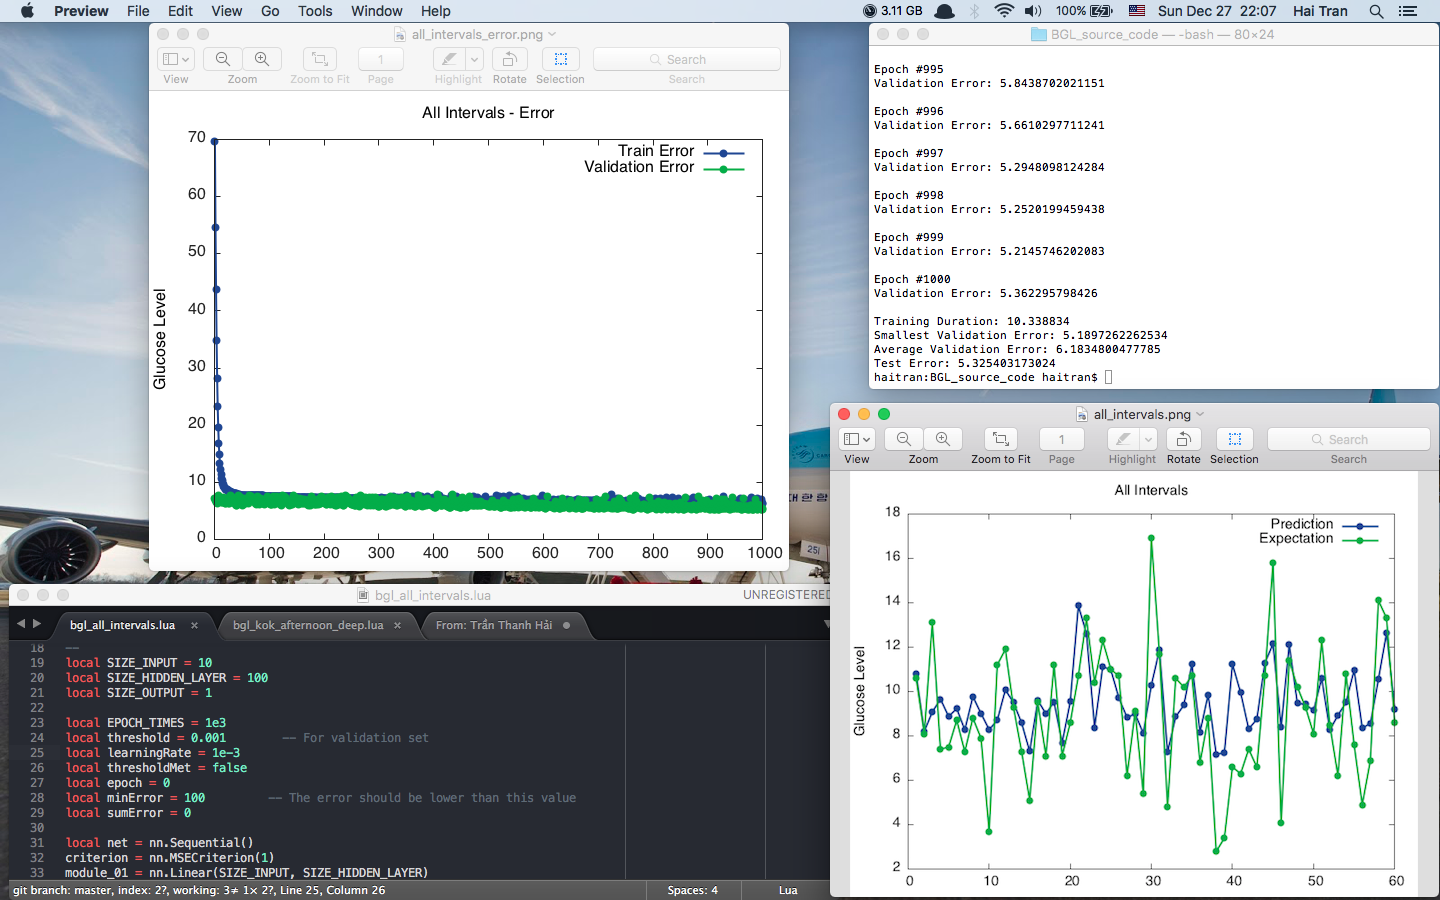 Preview File Edit View Go Tools Window Help 3.11 GB 100% Sun Dec 27 22:07 Hai Tran
all_intervals_error.png
1 Search
View Zoom Zoom to Fit Page Highlight Rotate Selection Search
All Intervals - Error
Train Error
Validation Error
Glucose Level
70
60
50
40
30
20
10
0
0 100 200 300 400 500 600 700 800 900 1000
BGL_source_code — -bash — 80×24
Epoch #995
Validation Error: 5.8438702021151
Epoch #996
Validation Error: 5.6610297711241
Epoch #997
Validation Error: 5.2948098124284
Epoch #998
Validation Error: 5.2520199459438
Epoch #999
Validation Error: 5.2145746202083
Epoch #1000
Validation Error: 5.362295798426
Training Duration: 10.338834
Smallest Validation Error: 5.1897262262534
Average Validation Error: 6.1834800477785
Test Error: 5.325403173024
haitran:BGL_source_code haitran$
대한항
251
bgl_all_intervals.lua UNREGISTERED
bgl_all_intervals.lua × bgl_kok_afternoon_deep.lua × From: Trần Thanh Hải
18 --
19 local SIZE_INPUT = 10
20 local SIZE_HIDDEN_LAYER = 100
21 local SIZE_OUTPUT = 1
22
23 local EPOCH_TIMES = 1e3
24 local threshold = 0.001 -- For validation set
25 local learningRate = 1e-3
26 local thresholdMet = false
27 local epoch = 0
28 local minError = 100 -- The error should be lower than this value
29 local sumError = 0
30
31 local net = nn.Sequential()
32 criterion = nn.MSECriterion(1)
33 module_01 = nn.Linear(SIZE_INPUT, SIZE_HIDDEN_LAYER)
git branch: master, index: 2?, working: 3≠ 1× 2?, Line 25, Column 26 Spaces: 4 Lua
all_intervals.png
1 Search
View Zoom Zoom to Fit Page Highlight Rotate Selection Search
All Intervals
Prediction
Expectation
Glucose Level
18
16
14
12
10
8
6
4
2
0 10 20 30 40 50 60